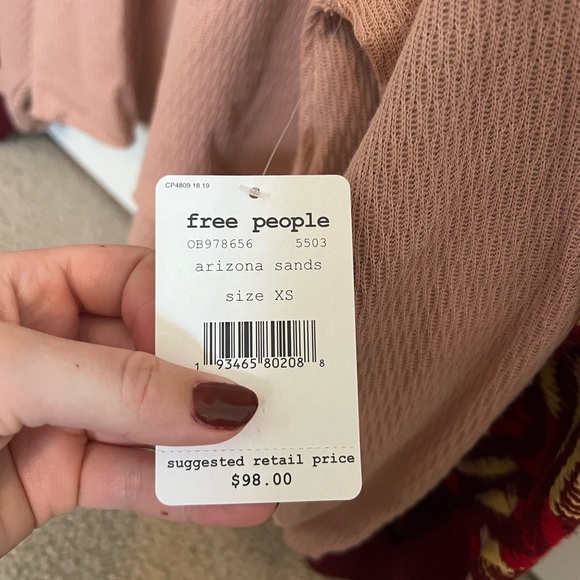 CP4809 18 19
free people
OB978656 5503
arizona sands
size XS
1 93465 80208 8
suggested retail price
$98.00